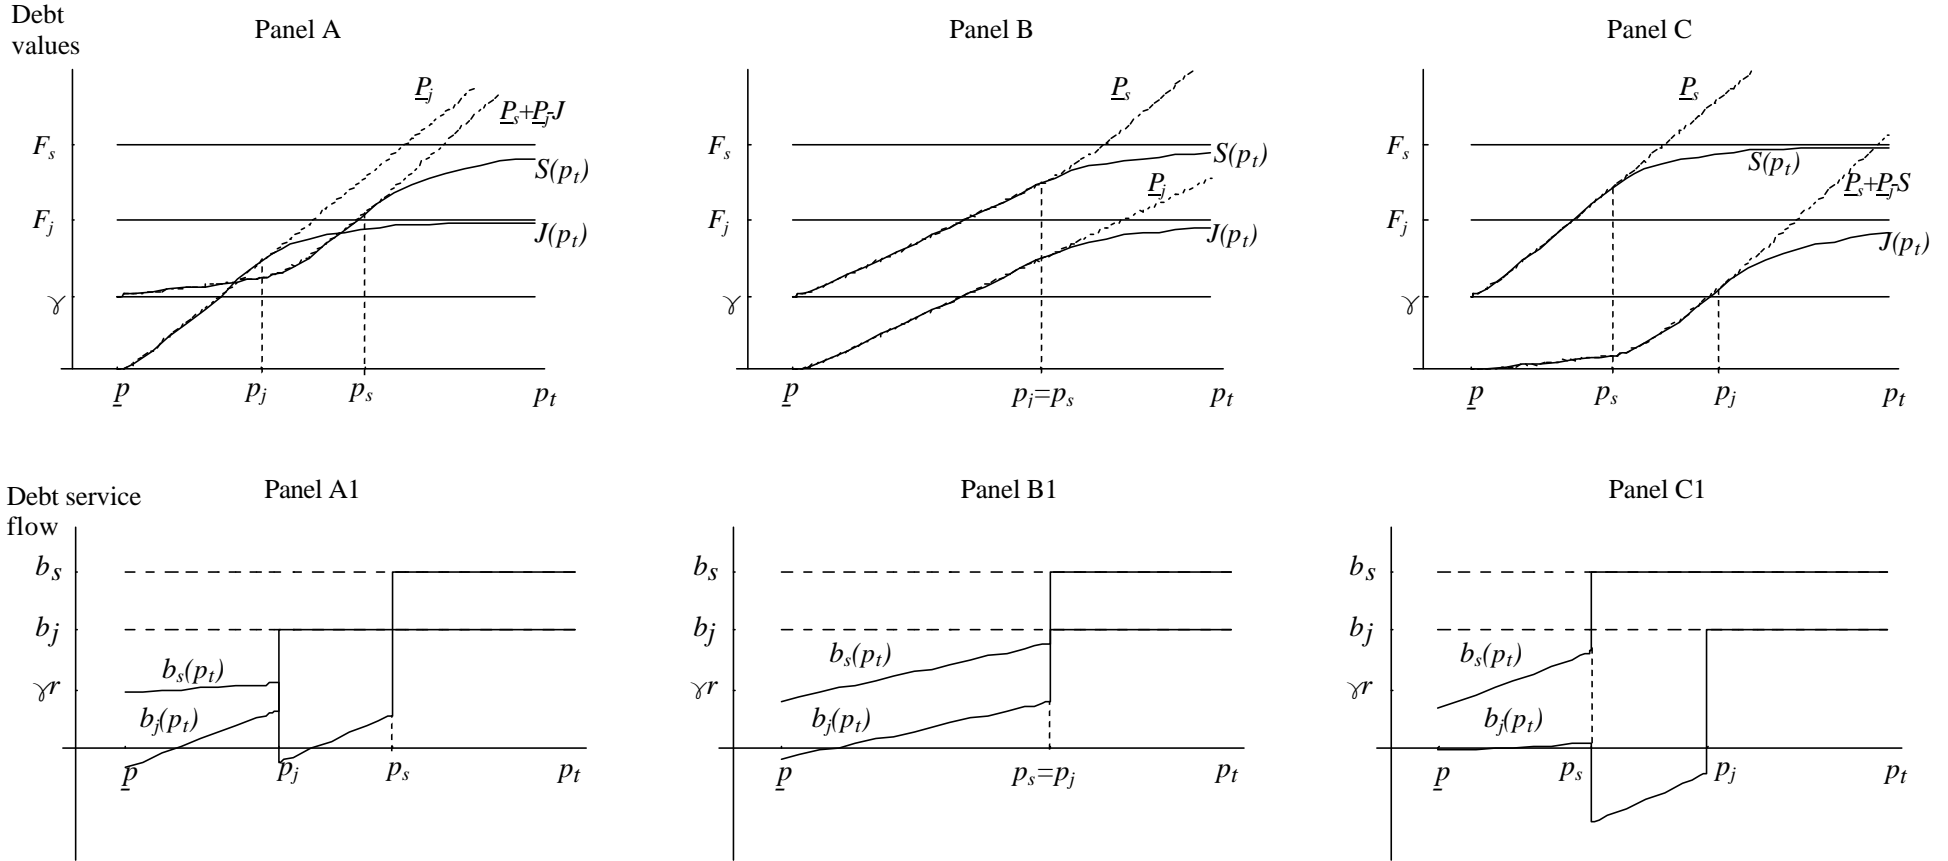 Debt
values
Panel A
Panel B
Panel C
P_j
P_s+P_j-J
F_s
S(p_t)
F_j
J(p_t)
γ
p
p_j
p_s
p_t
P_s
F_s
S(p_t)
P_j
F_j
J(p_t)
γ
p
p_j=p_s
p_t
P_s
F_s
S(p_t)
P_s+P_j-S
F_j
J(p_t)
γ
p
p_s
p_j
p_t
Debt service
flow
Panel A1
Panel B1
Panel C1
b_s
b_j
b_s(p_t)
γr
b_j(p_t)
p
p_j
p_s
p_t
b_s
b_j
b_s(p_t)
γr
b_j(p_t)
p
p_s=p_j
p_t
b_s
b_j
b_s(p_t)
γr
b_j(p_t)
p
p_s
p_j
p_t